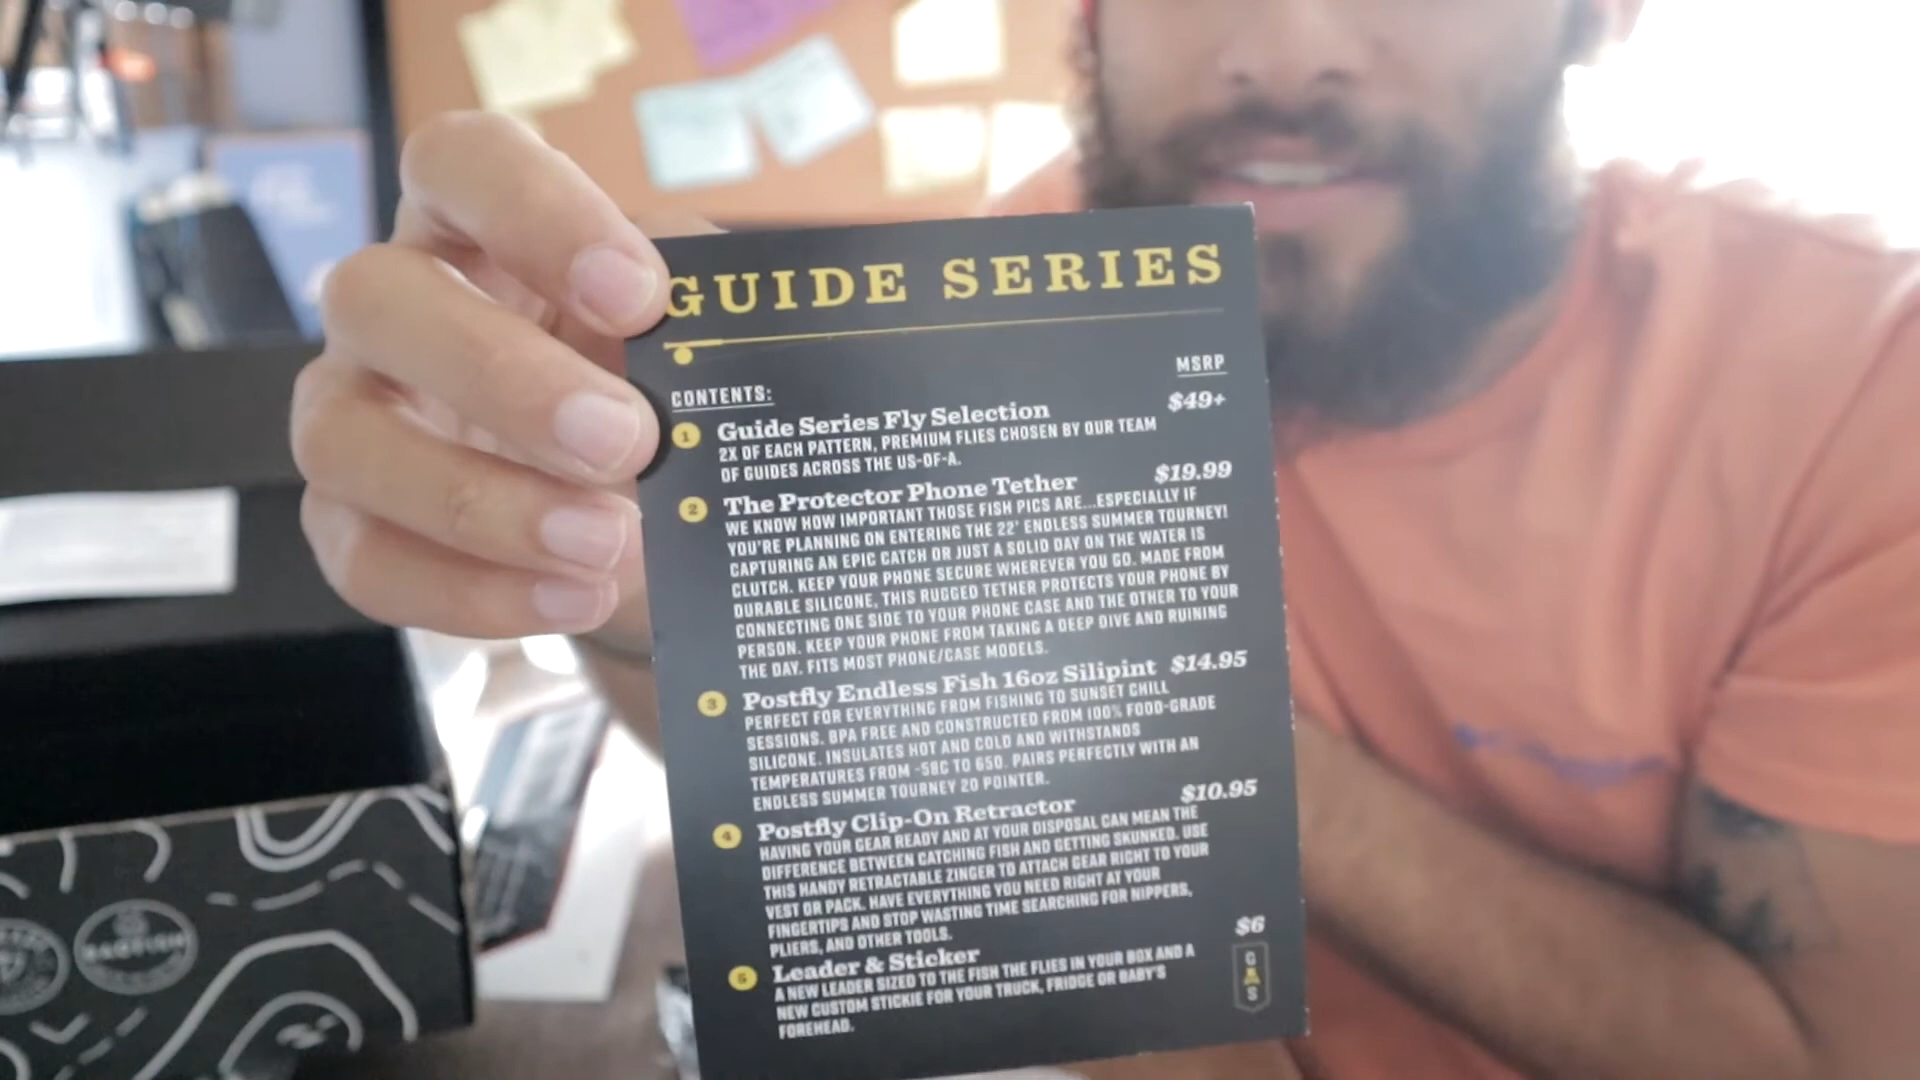 GUIDE SERIES
MSRP
CONTENTS:
1 Guide Series Fly Selection $49+
2X OF EACH PATTERN, PREMIUM FLIES CHOSEN BY OUR TEAM
OF GUIDES ACROSS THE US-OF-A.
2 The Protector Phone Tether $19.99
WE KNOW HOW IMPORTANT THOSE FISH PICS ARE...ESPECIALLY IF
YOU'RE PLANNING ON ENTERING THE 22' ENDLESS SUMMER TOURNEY!
CAPTURING AN EPIC CATCH OR JUST A SOLID DAY ON THE WATER IS
CLUTCH. KEEP YOUR PHONE SECURE WHEREVER YOU GO. MADE FROM
DURABLE SILICONE, THIS RUGGED TETHER PROTECTS YOUR PHONE BY
CONNECTING ONE SIDE TO YOUR PHONE CASE AND THE OTHER TO YOUR
PERSON. KEEP YOUR PHONE FROM TAKING A DEEP DIVE AND RUINING
THE DAY. FITS MOST PHONE/CASE MODELS.
3 Postfly Endless Fish 16oz Silipint $14.95
PERFECT FOR EVERYTHING FROM FISHING TO SUNSET CHILL
SESSIONS. BPA FREE AND CONSTRUCTED FROM 100% FOOD-GRADE
SILICONE. INSULATES HOT AND COLD AND WITHSTANDS
TEMPERATURES FROM -58C TO 650. PAIRS PERFECTLY WITH AN
ENDLESS SUMMER TOURNEY 20 POINTER.
4 Postfly Clip-On Retractor $10.95
HAVING YOUR GEAR READY AND AT YOUR DISPOSAL CAN MEAN THE
DIFFERENCE BETWEEN CATCHING FISH AND GETTING SKUNKED. USE
THIS HANDY RETRACTABLE ZINGER TO ATTACH GEAR RIGHT TO YOUR
VEST OR PACK. HAVE EVERYTHING YOU NEED RIGHT AT YOUR
FINGERTIPS AND STOP WASTING TIME SEARCHING FOR NIPPERS,
PLIERS, AND OTHER TOOLS.
5 Leader & Sticker $6
A NEW LEADER SIZED TO THE FISH THE FLIES IN YOUR BOX AND A
NEW CUSTOM STICKIE FOR YOUR TRUCK, FRIDGE OR BABY'S
FOREHEAD.
G
S